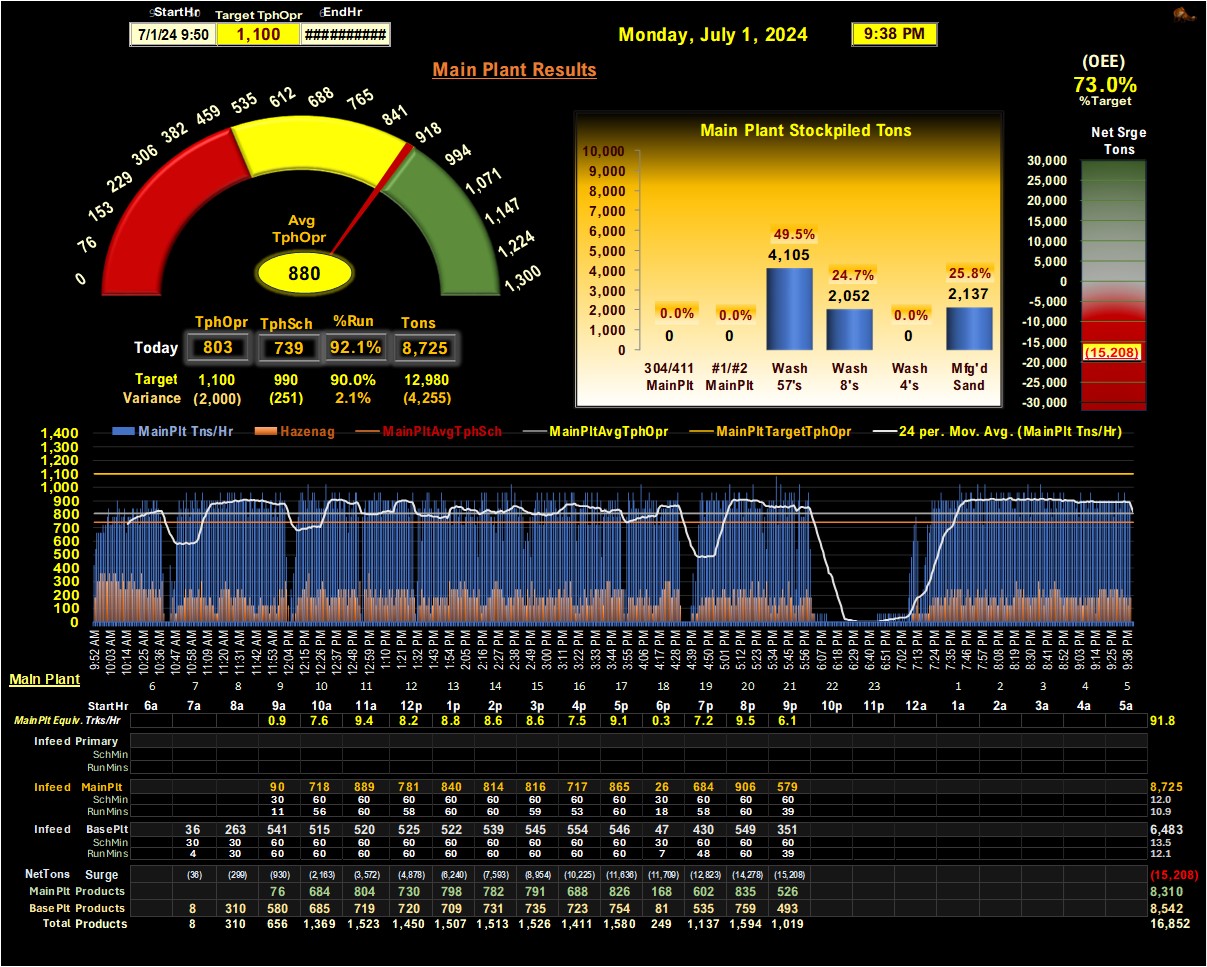 StartHr Target TphOpr EndHr
7/1/24 9:50 1,100 ##########
Monday, July 1, 2024 9:38 PM
Main Plant Results
(OEE)
73.0%
%Target
0 76 153 229 306 382 459 535 612 688 765 841 918 994 1,071 1,147 1,224 1,300
Avg
TphOpr
880
TphOpr TphSch %Run Tons
Today 803 739 92.1% 8,725
Target 1,100 990 90.0% 12,980
Variance (2,000) (251) 2.1% (4,255)
Main Plant Stockpiled Tons
10,000
9,000
8,000
7,000
6,000
5,000
4,000
3,000
2,000
1,000
0
0.0% 0.0% 49.5% 24.7% 0.0% 25.8%
0 0 4,105 2,052 0 2,137
304/411 #1/#2 Wash Wash Wash Mfg'd
MainPlt MainPlt 57's 8's 4's Sand
Net Srge
Tons
30,000
25,000
20,000
15,000
10,000
5,000
0
-5,000
-10,000
-15,000
(15,208)
-20,000
-25,000
-30,000
MainPlt Tns/Hr Hazenag MainPltAvgTphSch MainPltAvgTphOpr MainPltTargetTphOpr 24 per. Mov. Avg. (MainPlt Tns/Hr)
1,400
1,300
1,200
1,100
1,000
900
800
700
600
500
400
300
200
100
0
9:52 AM 10:03 AM 10:14 AM 10:25 AM 10:36 AM 10:47 AM 10:58 AM 11:09 AM 11:20 AM 11:31 AM 11:42 AM 11:53 AM 12:04 PM 12:15 PM 12:26 PM 12:37 PM 12:48 PM 12:59 PM 1:10 PM 1:21 PM 1:32 PM 1:43 PM 1:54 PM 2:05 PM 2:16 PM 2:27 PM 2:38 PM 2:49 PM 3:00 PM 3:11 PM 3:22 PM 3:33 PM 3:44 PM 3:55 PM 4:06 PM 4:17 PM 4:28 PM 4:39 PM 4:50 PM 5:01 PM 5:12 PM 5:23 PM 5:34 PM 5:45 PM 5:56 PM 6:07 PM 6:18 PM 6:29 PM 6:40 PM 6:51 PM 7:02 PM 7:13 PM 7:24 PM 7:35 PM 7:46 PM 7:57 PM 8:08 PM 8:19 PM 8:30 PM 8:41 PM 8:52 PM 9:03 PM 9:14 PM 9:25 PM 9:36 PM
Main Plant
6 7 8 9 10 11 12 13 14 15 16 17 18 19 20 21 22 23 1 2 3 4 5
StartHr 6a 7a 8a 9a 10a 11a 12p 1p 2p 3p 4p 5p 6p 7p 8p 9p 10p 11p 12a 1a 2a 3a 4a 5a
MainPlt Equiv. Trks/Hr 0.9 7.6 9.4 8.2 8.8 8.6 8.6 7.5 9.1 0.3 7.2 9.5 6.1 91.8
Infeed Primary
SchMin
RunMins
Infeed MainPlt 90 718 889 781 840 814 816 717 865 26 684 906 579 8,725
SchMin 30 60 60 60 60 60 60 60 60 30 60 60 60 12.0
RunMins 11 56 60 58 60 60 59 53 60 18 58 60 39 10.9
Infeed BasePlt 36 263 541 515 520 525 522 539 545 554 546 47 430 549 351 6,483
SchMin 30 30 60 60 60 60 60 60 60 60 60 30 60 60 60 13.5
RunMins 4 30 60 60 60 60 60 60 60 60 60 7 48 60 39 12.1
NetTons Surge (36) (299) (930) (2,163) (3,572) (4,878) (6,240) (7,593) (8,954) (10,225) (11,636) (11,709) (12,823) (14,278) (15,208) (15,208)
MainPlt Products 76 684 804 730 798 782 791 688 826 168 602 835 526 8,310
BasePlt Products 8 310 580 685 719 720 709 731 735 723 754 81 535 759 493 8,542
Total Products 8 310 656 1,369 1,523 1,450 1,507 1,513 1,526 1,411 1,580 249 1,137 1,594 1,019 16,852